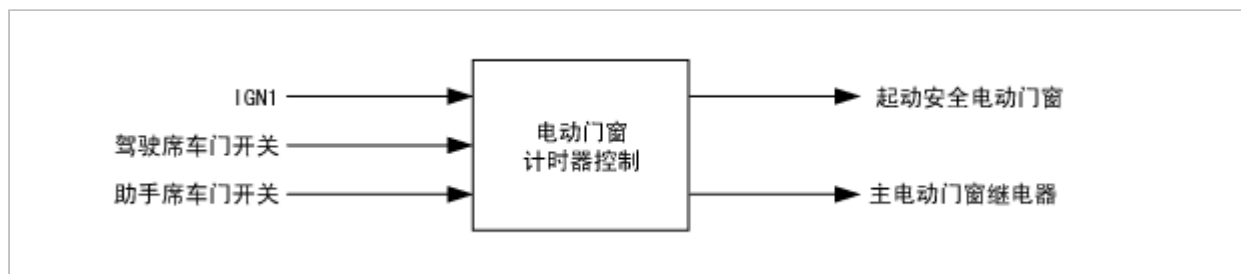 IGN1
驾驶席车门开关
助手席车门开关
电动门窗
计时器控制
起动安全电动门窗
主电动门窗继电器